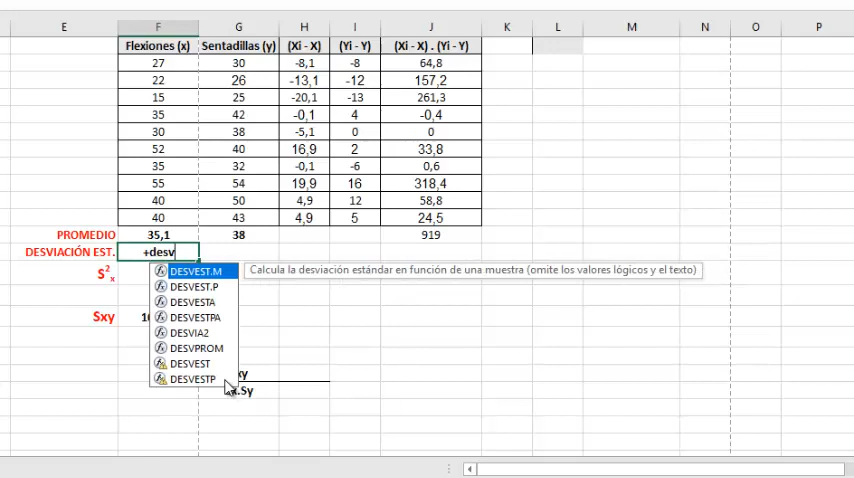 E F G H I J K L M N O P
Flexiones (x) Sentadillas (y) (Xi - X) (Yi - Y) (Xi - X) . (Yi - Y)
27 30 -8,1 -8 64,8
22 26 -13,1 -12 157,2
15 25 -20,1 -13 261,3
35 42 -0,1 4 -0,4
30 38 -5,1 0 0
52 40 16,9 2 33,8
35 32 -0,1 -6 0,6
55 54 19,9 16 318,4
40 50 4,9 12 58,8
40 43 4,9 5 24,5
PROMEDIO 35,1 38 919
DESVIACIÓN EST. +desv
S²x
DESVEST.M Calcula la desviación estándar en función de una muestra (omite los valores lógicos y el texto)
DESVEST.P
DESVESTA
Sxy
DESVESTPA
DESVIA2
DESVPROM
DESVEST
DESVESTP
xy
.Sy